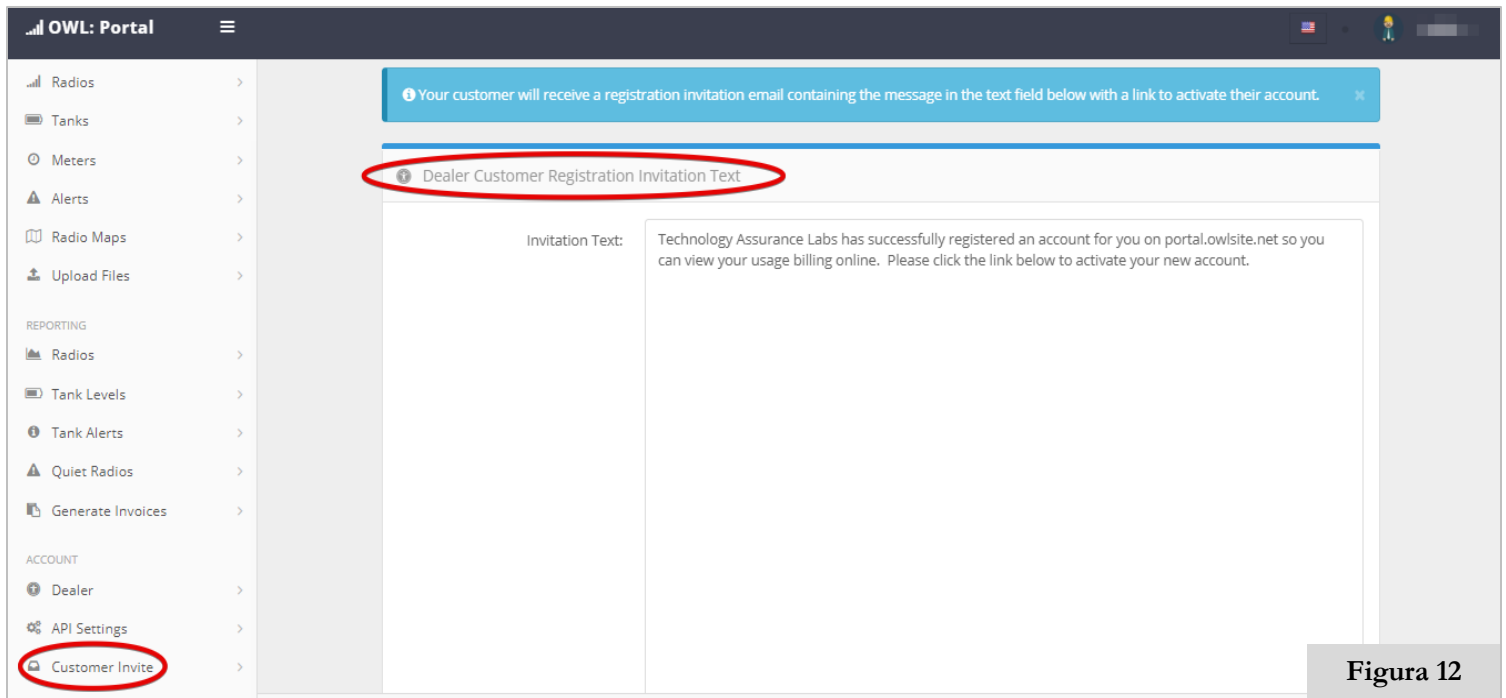 OWL: Portal
Radios
Tanks
Meters
Alerts
Radio Maps
Upload Files
REPORTING
Radios
Tank Levels
Tank Alerts
Quiet Radios
Generate Invoices
ACCOUNT
Dealer
API Settings
Customer Invite
Your customer will receive a registration invitation email containing the message in the text field below with a link to activate their account. ×
Dealer Customer Registration Invitation Text
Invitation Text:
Technology Assurance Labs has successfully registered an account for you on portal.owlsite.net so you
can view your usage billing online. Please click the link below to activate your new account.
Figura 12